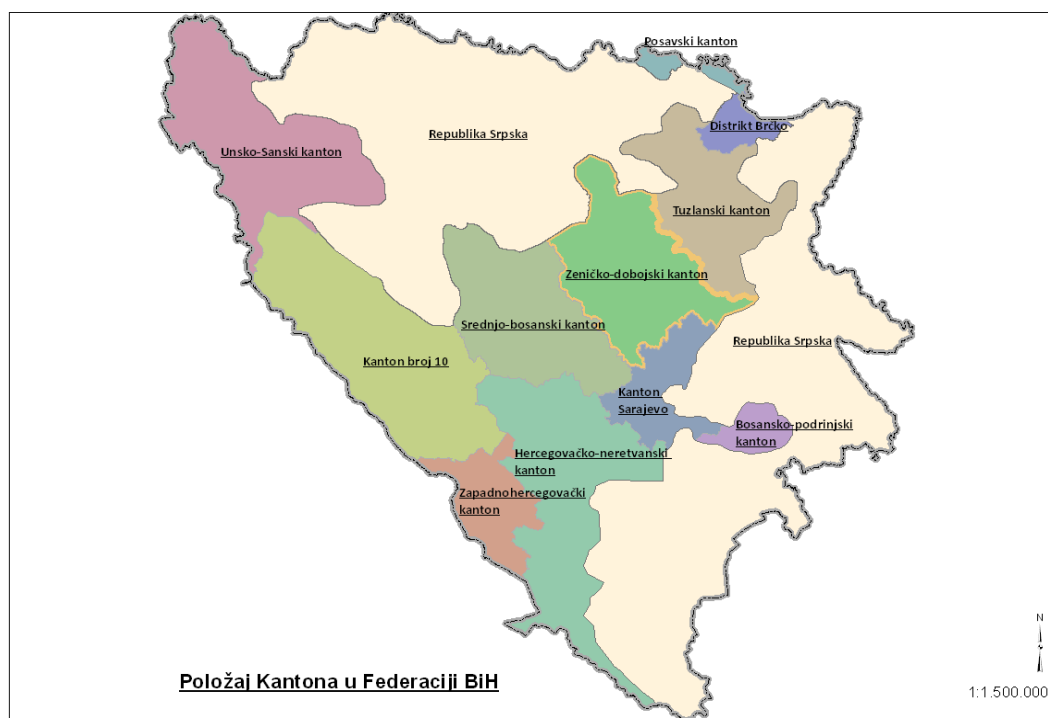 Posavski kanton
Distrikt Brčko
Republika Srpska
Unsko-Sanski kanton
Tuzlanski kanton
Zeničko-dobojski kanton
Srednjo-bosanski kanton
Republika Srpska
Kanton broj 10
Kanton
Sarajevo
Bosansko-podrinjski
kanton
Hercegovačko-neretvanski
kanton
Zapadnohercegovački
kanton
Položaj Kantona u Federaciji BiH
N
1:1.500.000